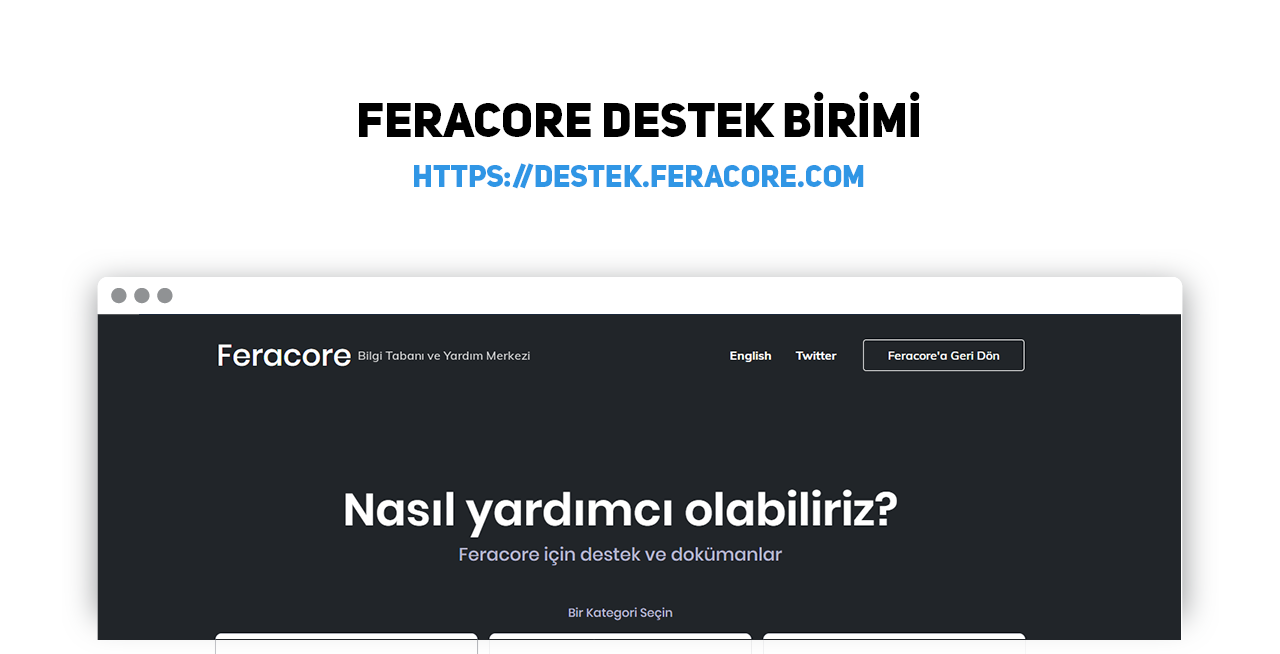 FERACORE DESTEK BİRİMİ
HTTPS://DESTEK.FERACORE.COM
Feracore Bilgi Tabanı ve Yardım Merkezi English Twitter Feracore'a Geri Dön
Nasıl yardımcı olabiliriz?
Feracore için destek ve dokümanlar
Bir Kategori Seçin